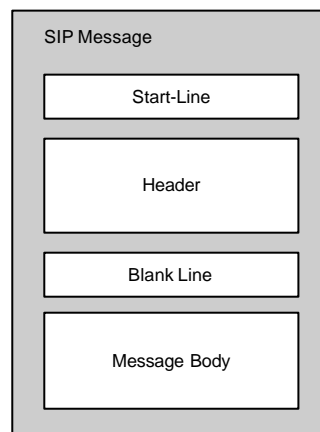 SIP Message
Start-Line
Header
Blank Line
Message Body